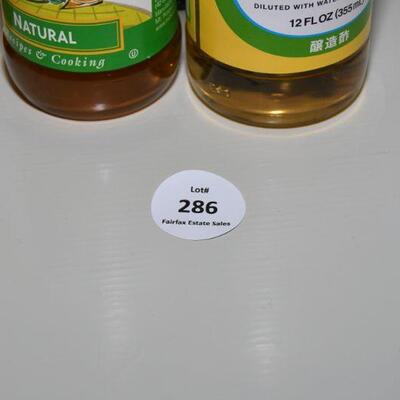 NATURAL
Recipes & Cooking
DILUTED WITH WATER
12 FL OZ (355mL)
醸造酢
Lot#
286
Fairfax Estate Sales